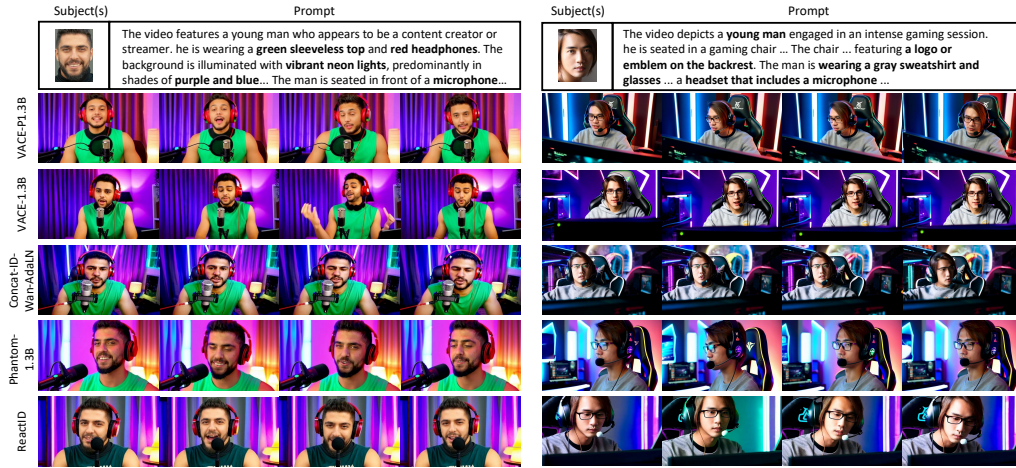 Subject(s)
Prompt
The video features a young man who appears to be a content creator or
streamer. he is wearing a green sleeveless top and red headphones. The
background is illuminated with vibrant neon lights, predominantly in
shades of purple and blue... The man is seated in front of a microphone...
VACE-P1.3B
VACE-1.3B
Concat-ID-
Wan-AdaLN
Phantom-
1.3B
ReactID
Subject(s)
Prompt
The video depicts a young man engaged in an intense gaming session.
he is seated in a gaming chair ... The chair ... featuring a logo or
emblem on the backrest. The man is wearing a gray sweatshirt and
glasses ... a headset that includes a microphone ...